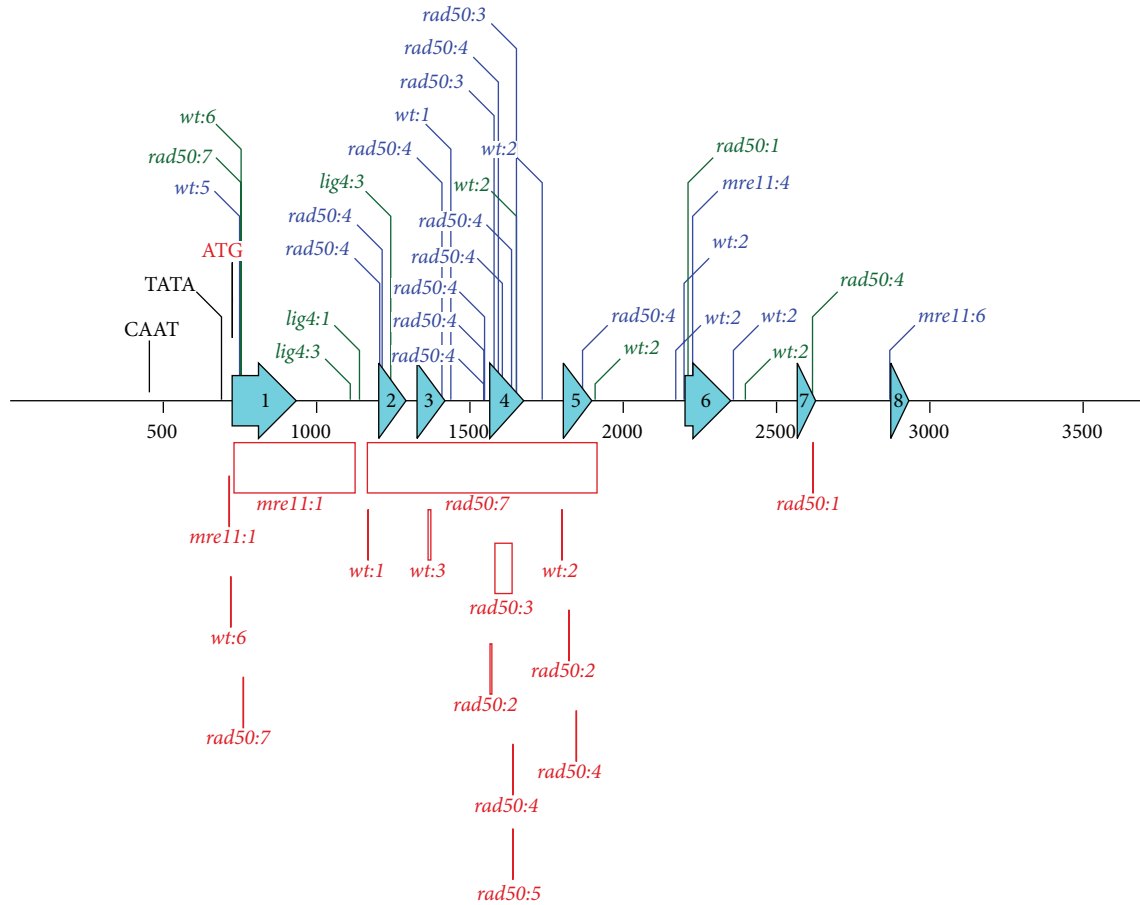 rad50:3
rad50:4
rad50:3
wt:6
wt:1
rad50:7
rad50:4
wt:2
rad50:1
wt:5
lig4:3
wt:2
mre11:4
rad50:4
rad50:4
ATG
rad50:4
rad50:4
wt:2
TATA
rad50:4
rad50:4
CAAT
lig4:1
rad50:4
rad50:4
wt:2
wt:2
mre11:6
lig4:3
rad50:4
wt:2
wt:2
1 2 3 4 5 6 7 8
500 1000 1500 2000 2500 3000 3500
mre11:1 rad50:7 rad50:1
mre11:1
wt:1 wt:3 wt:2
rad50:3
wt:6
rad50:2
rad50:2
rad50:7
rad50:4
rad50:4
rad50:5